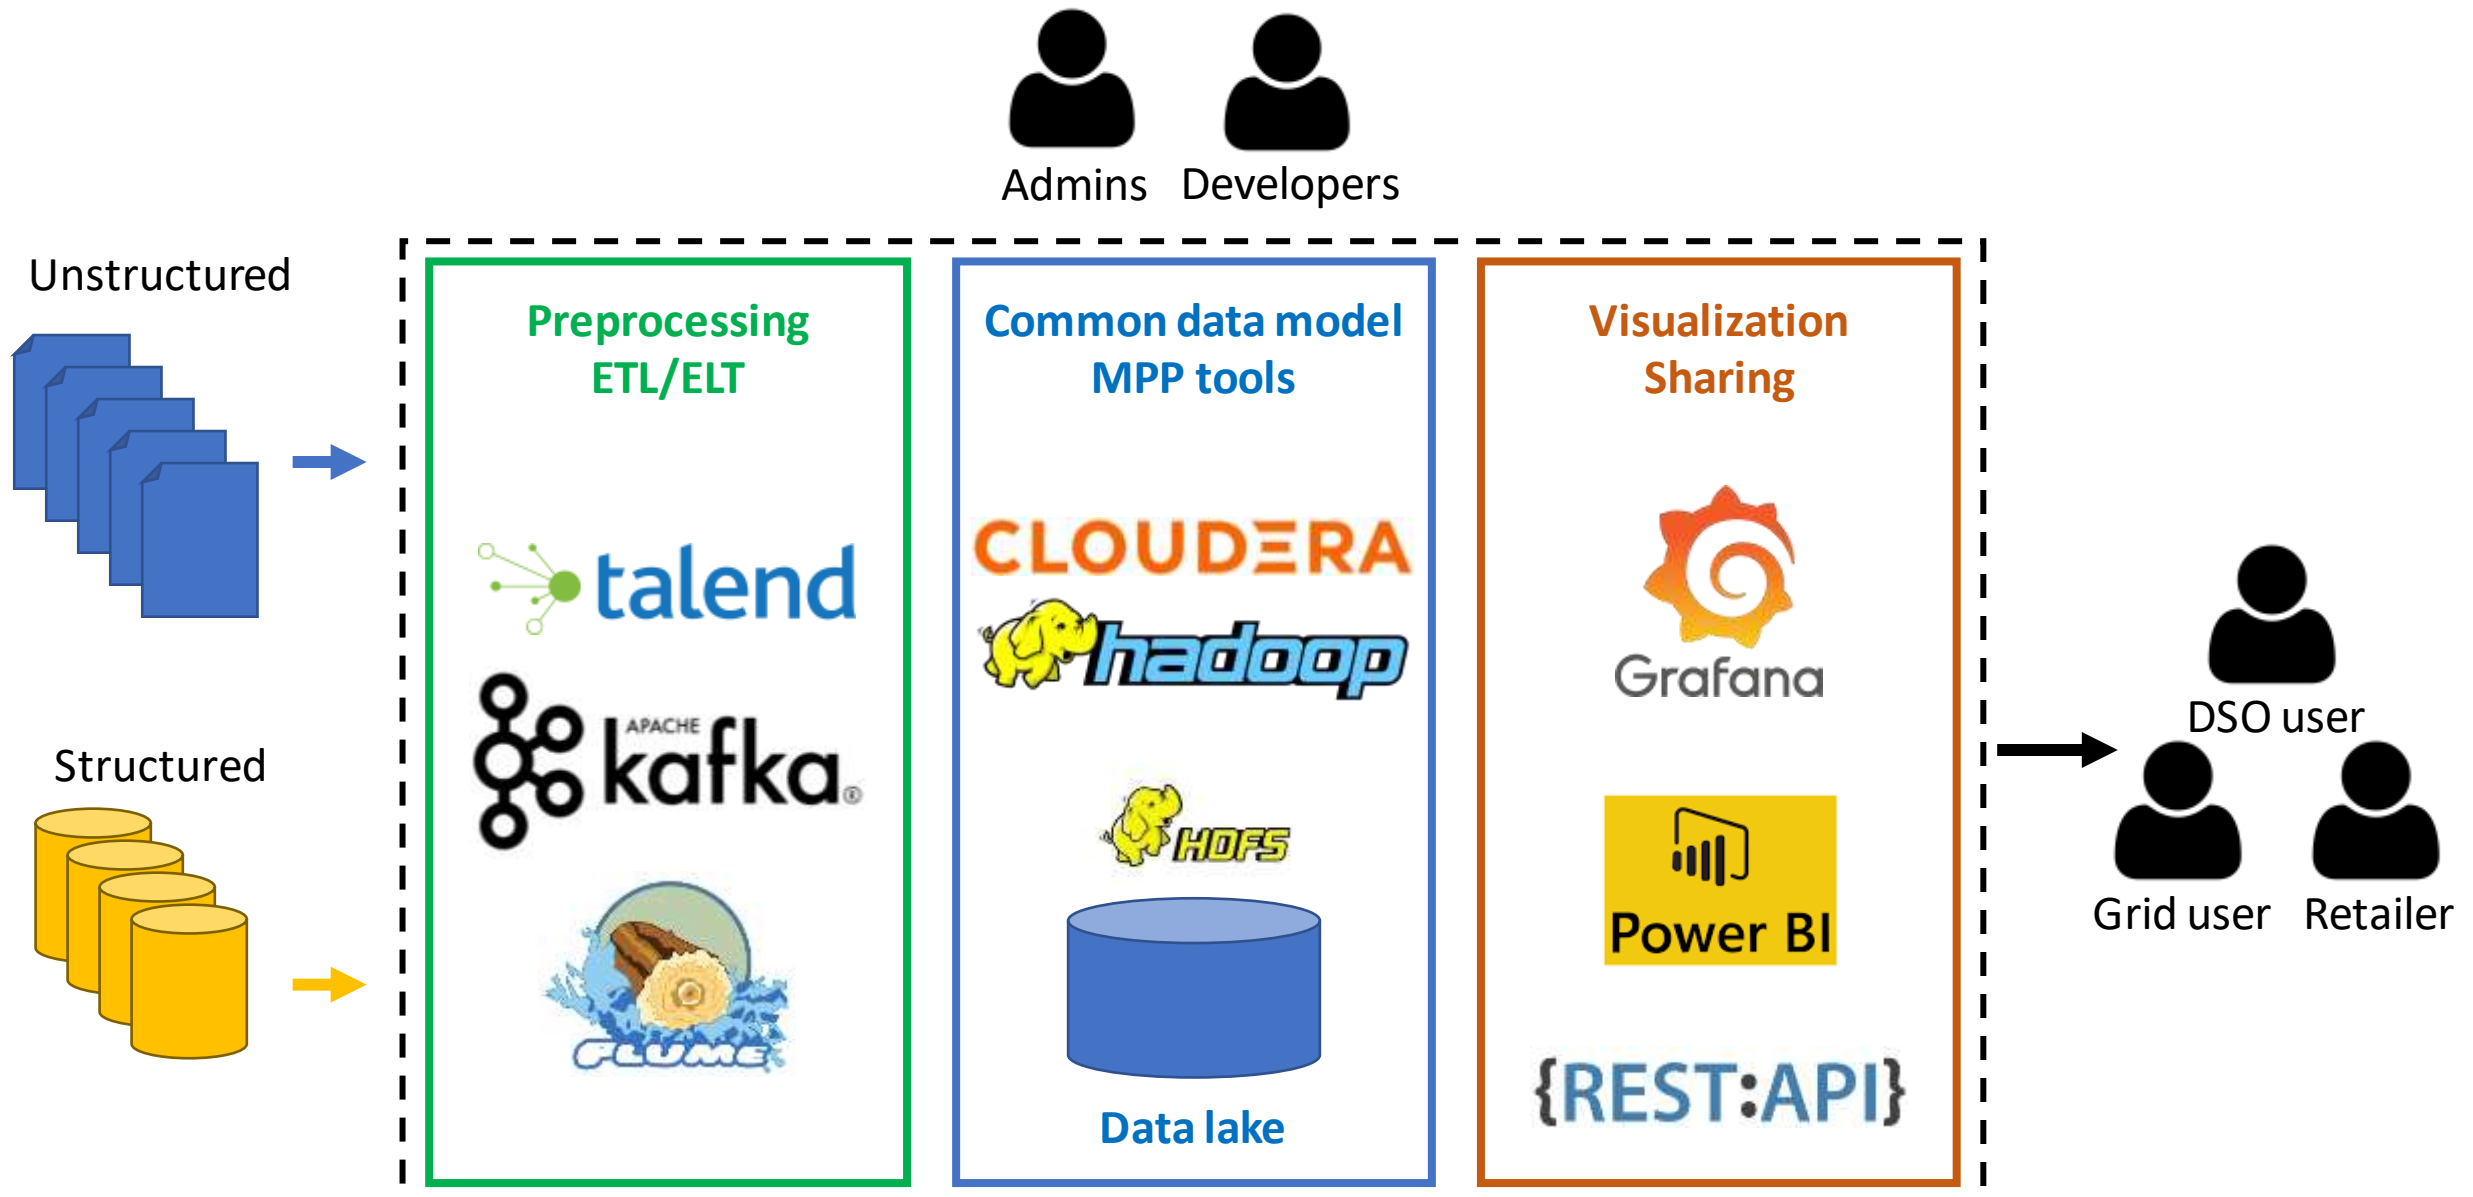 Admins
Developers
Unstructured
Structured
Preprocessing
ETL/ELT
talend
APACHE
kafka®
FLUME
Common data model
MPP tools
CLOUDERA
hadoop
HDFS
Data lake
Visualization
Sharing
Grafana
Power BI
{REST:API}
DSO user
Grid user
Retailer